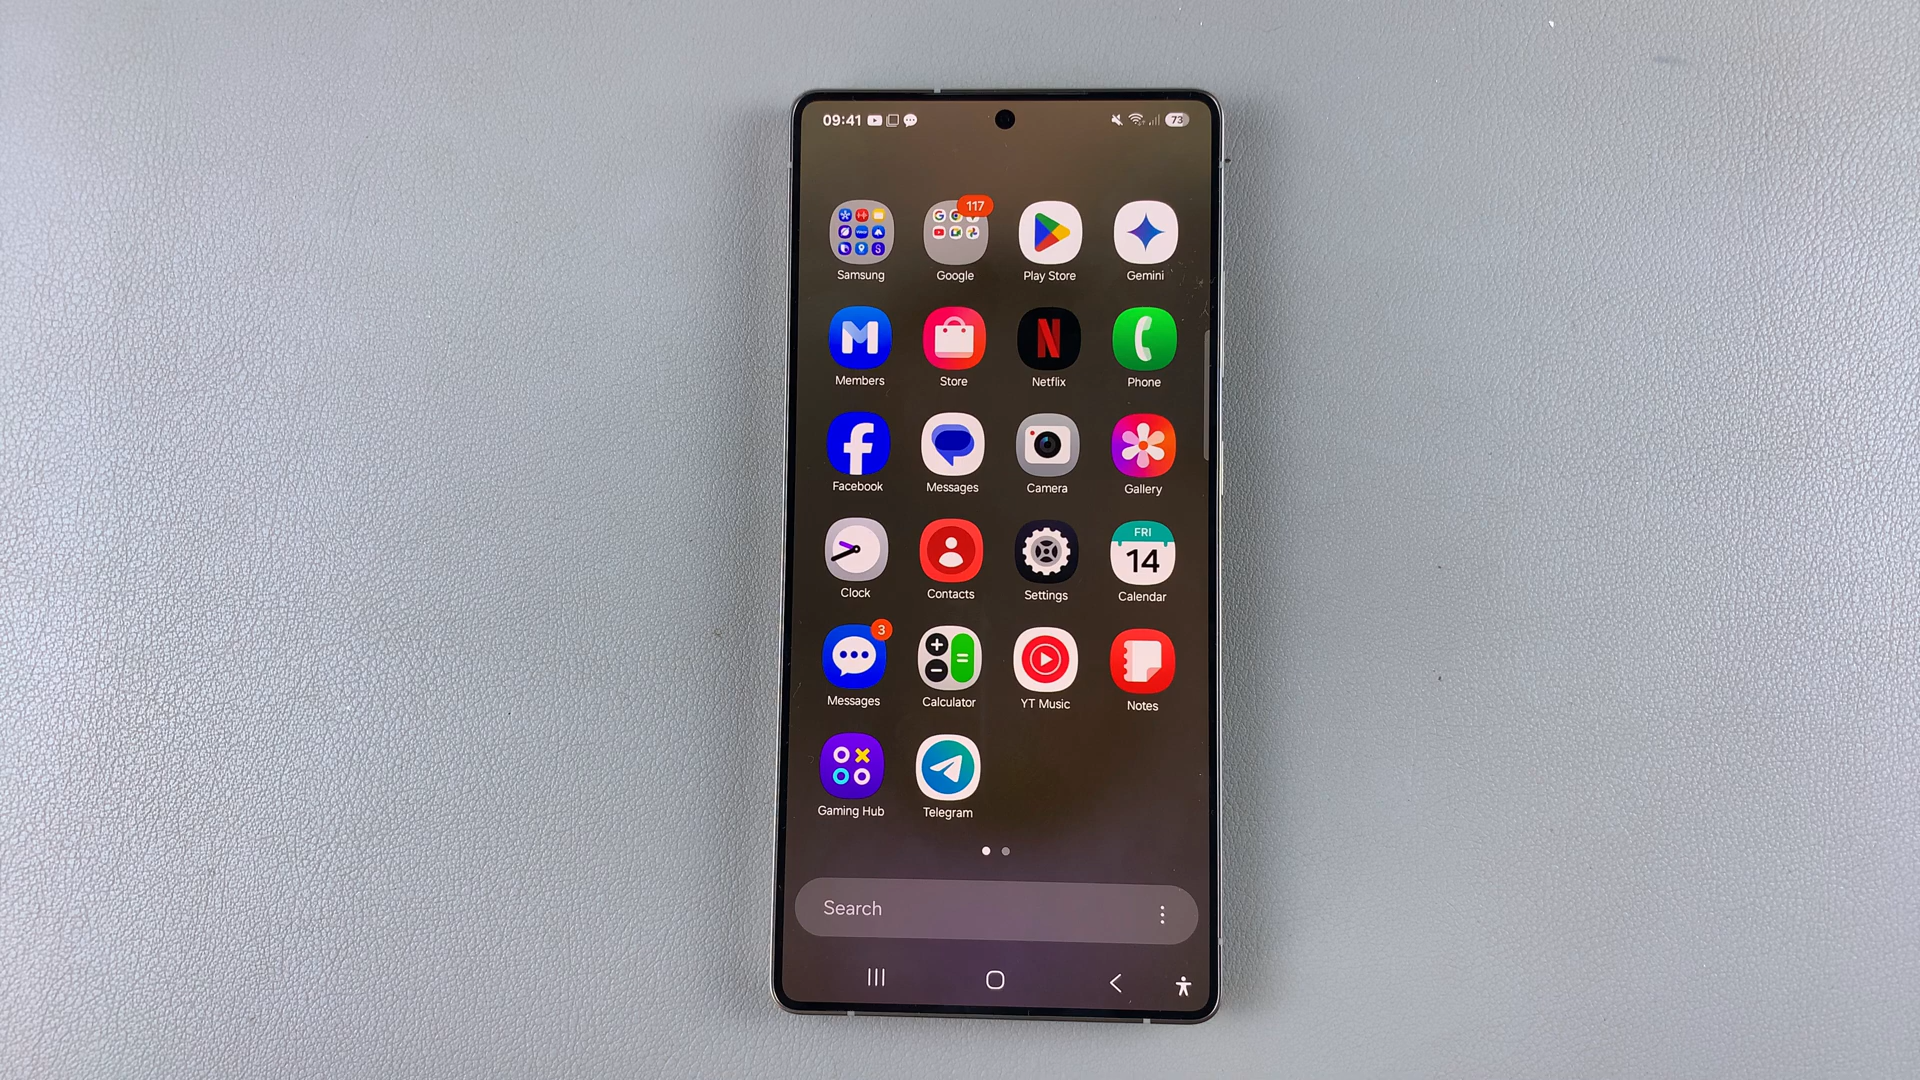 09:41 73
117
Samsung Google Play Store Gemini
M N
Members Store Netflix Phone
f
Facebook Messages Camera Gallery
FRI
14
Clock Contacts Settings Calendar
3
Messages Calculator YT Music Notes
Gaming Hub Telegram
Search